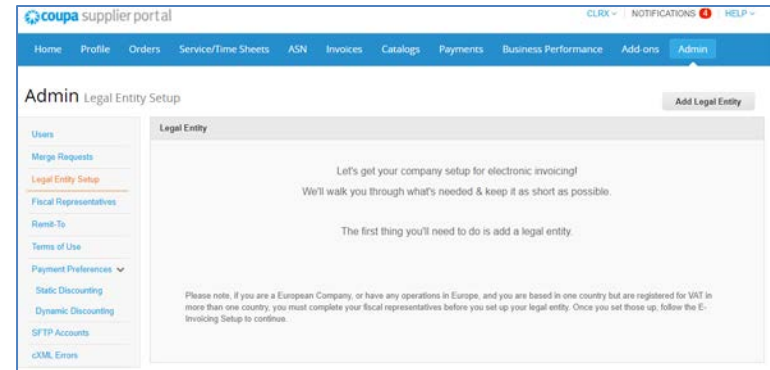 coupa supplier portal
CLRX NOTIFICATIONS 4 HELP
Home Profile Orders Service/Time Sheets ASN Invoices Catalogs Payments Business Performance Add-ons Admin
Admin Legal Entity Setup
Add Legal Entity
Users
Merge Requests
Legal Entity Setup
Fiscal Representatives
Remit-To
Terms of Use
Payment Preferences
Static Discounting
Dynamic Discounting
SFTP Accounts
cXML Errors
Legal Entity
Let's get your company setup for electronic invoicing!
We'll walk you through what's needed & keep it as short as possible.
The first thing you'll need to do is add a legal entity.
Please note, if you are a European Company, or have any operations in Europe, and you are based in one country but are registered for VAT in
more than one country, you must complete your fiscal representatives before you set up your legal entity. Once you set those up, follow the E-
Invoicing Setup to continue.